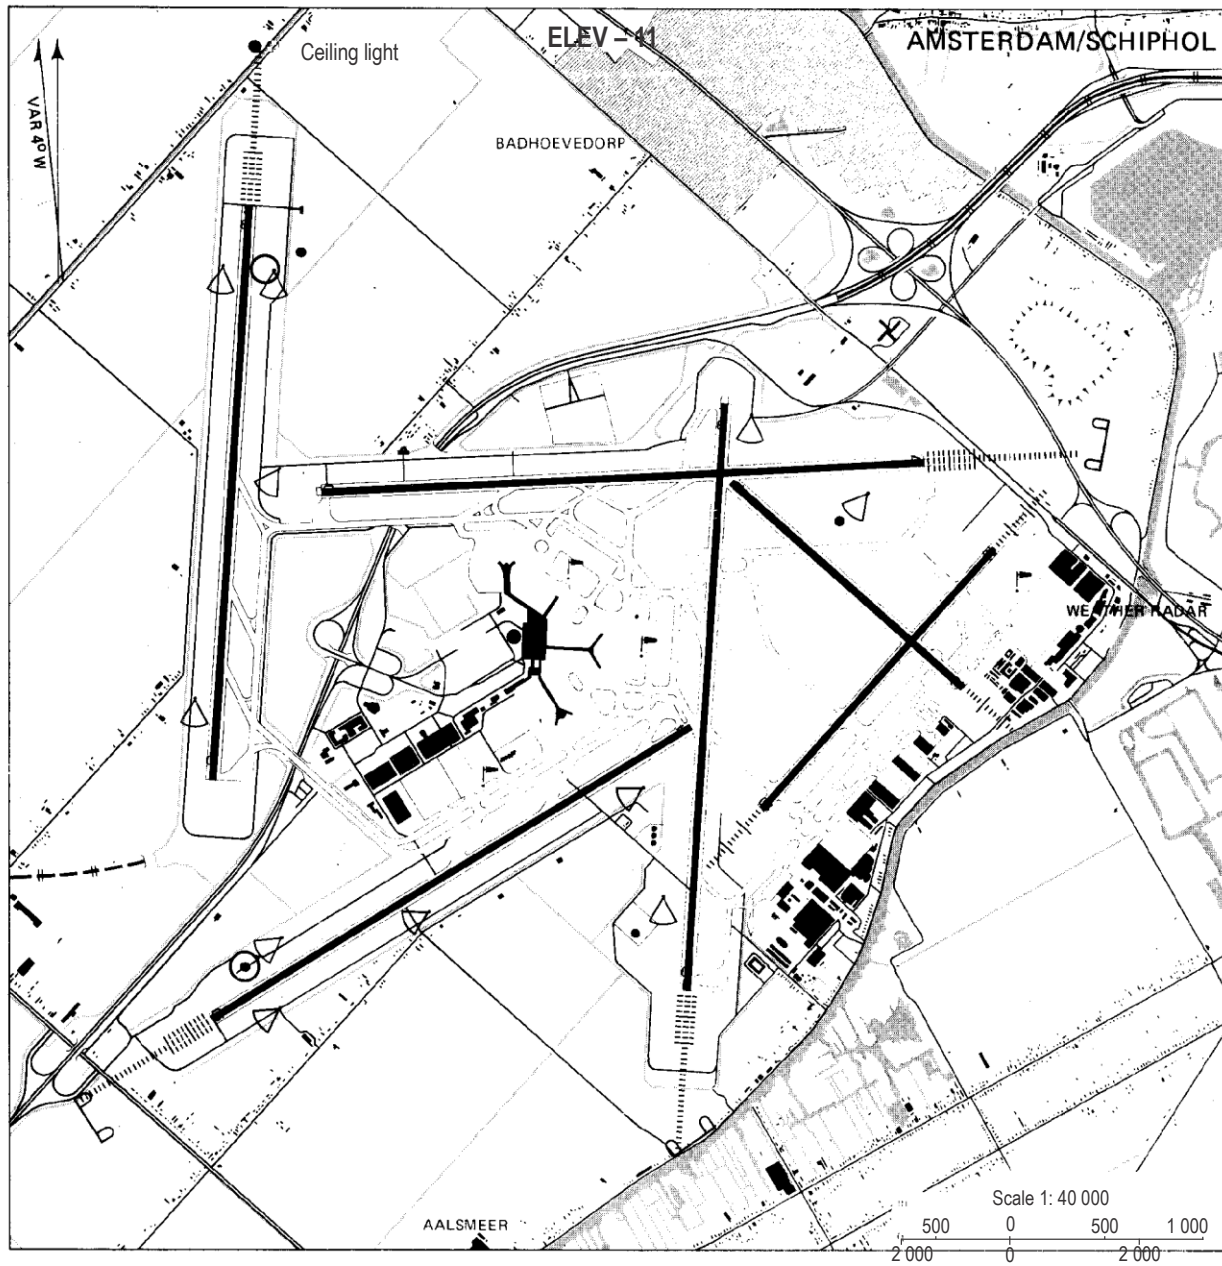 ELEV – 11
AMSTERDAM/SCHIPHOL
Ceiling light
VAR 4º W
BADHOEVEDORP
WEATHER RADAR
AALSMEER
Scale 1: 40 000
500 0 500 1 000
2 000 0 2 000